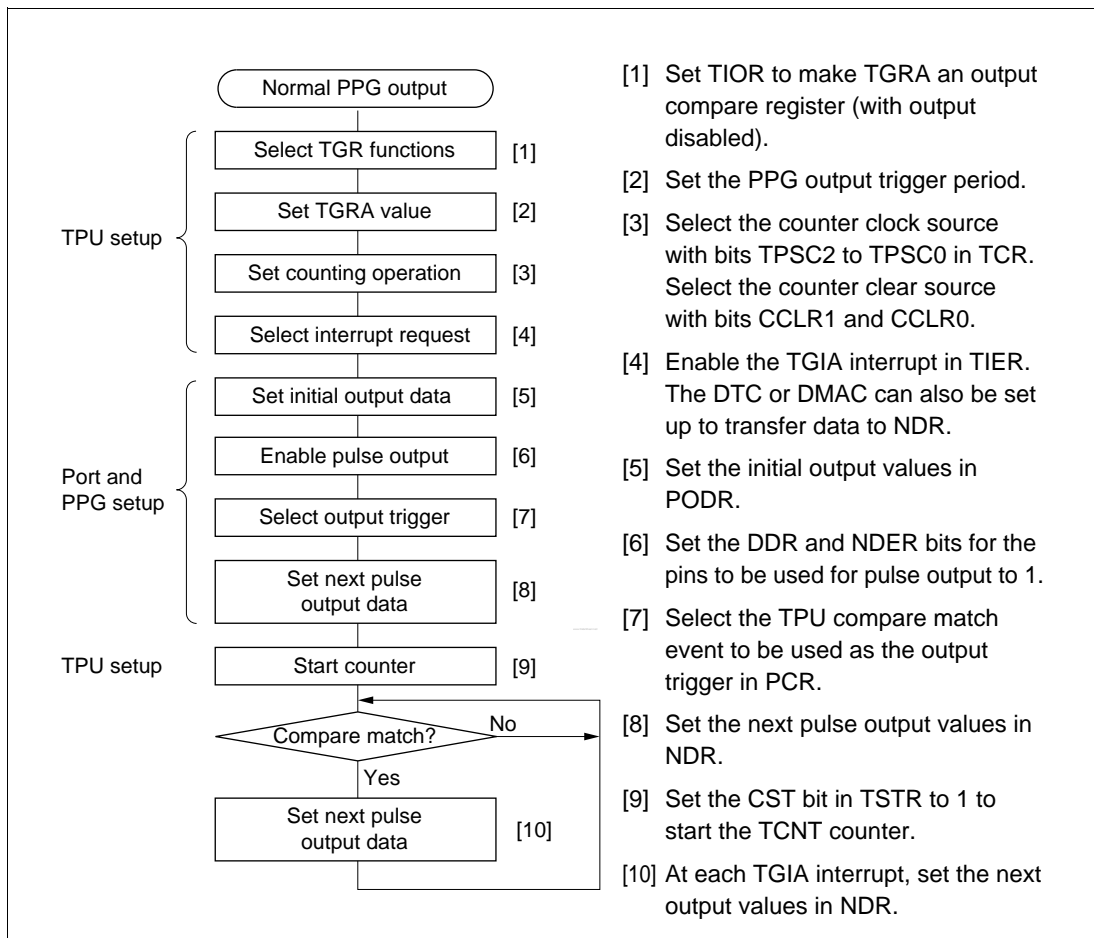 Normal PPG output
TPU setup
Select TGR functions [1]
Set TGRA value [2]
Set counting operation [3]
Select interrupt request [4]
Port and
PPG setup
Set initial output data [5]
Enable pulse output [6]
Select output trigger [7]
Set next pulse
output data [8]
TPU setup
Start counter [9]
Compare match?
No
Yes
Set next pulse
output data [10]
[1] Set TIOR to make TGRA an output
compare register (with output
disabled).
[2] Set the PPG output trigger period.
[3] Select the counter clock source
with bits TPSC2 to TPSC0 in TCR.
Select the counter clear source
with bits CCLR1 and CCLR0.
[4] Enable the TGIA interrupt in TIER.
The DTC or DMAC can also be set
up to transfer data to NDR.
[5] Set the initial output values in
PODR.
[6] Set the DDR and NDER bits for the
pins to be used for pulse output to 1.
[7] Select the TPU compare match
event to be used as the output
trigger in PCR.
[8] Set the next pulse output values in
NDR.
[9] Set the CST bit in TSTR to 1 to
start the TCNT counter.
[10] At each TGIA interrupt, set the next
output values in NDR.